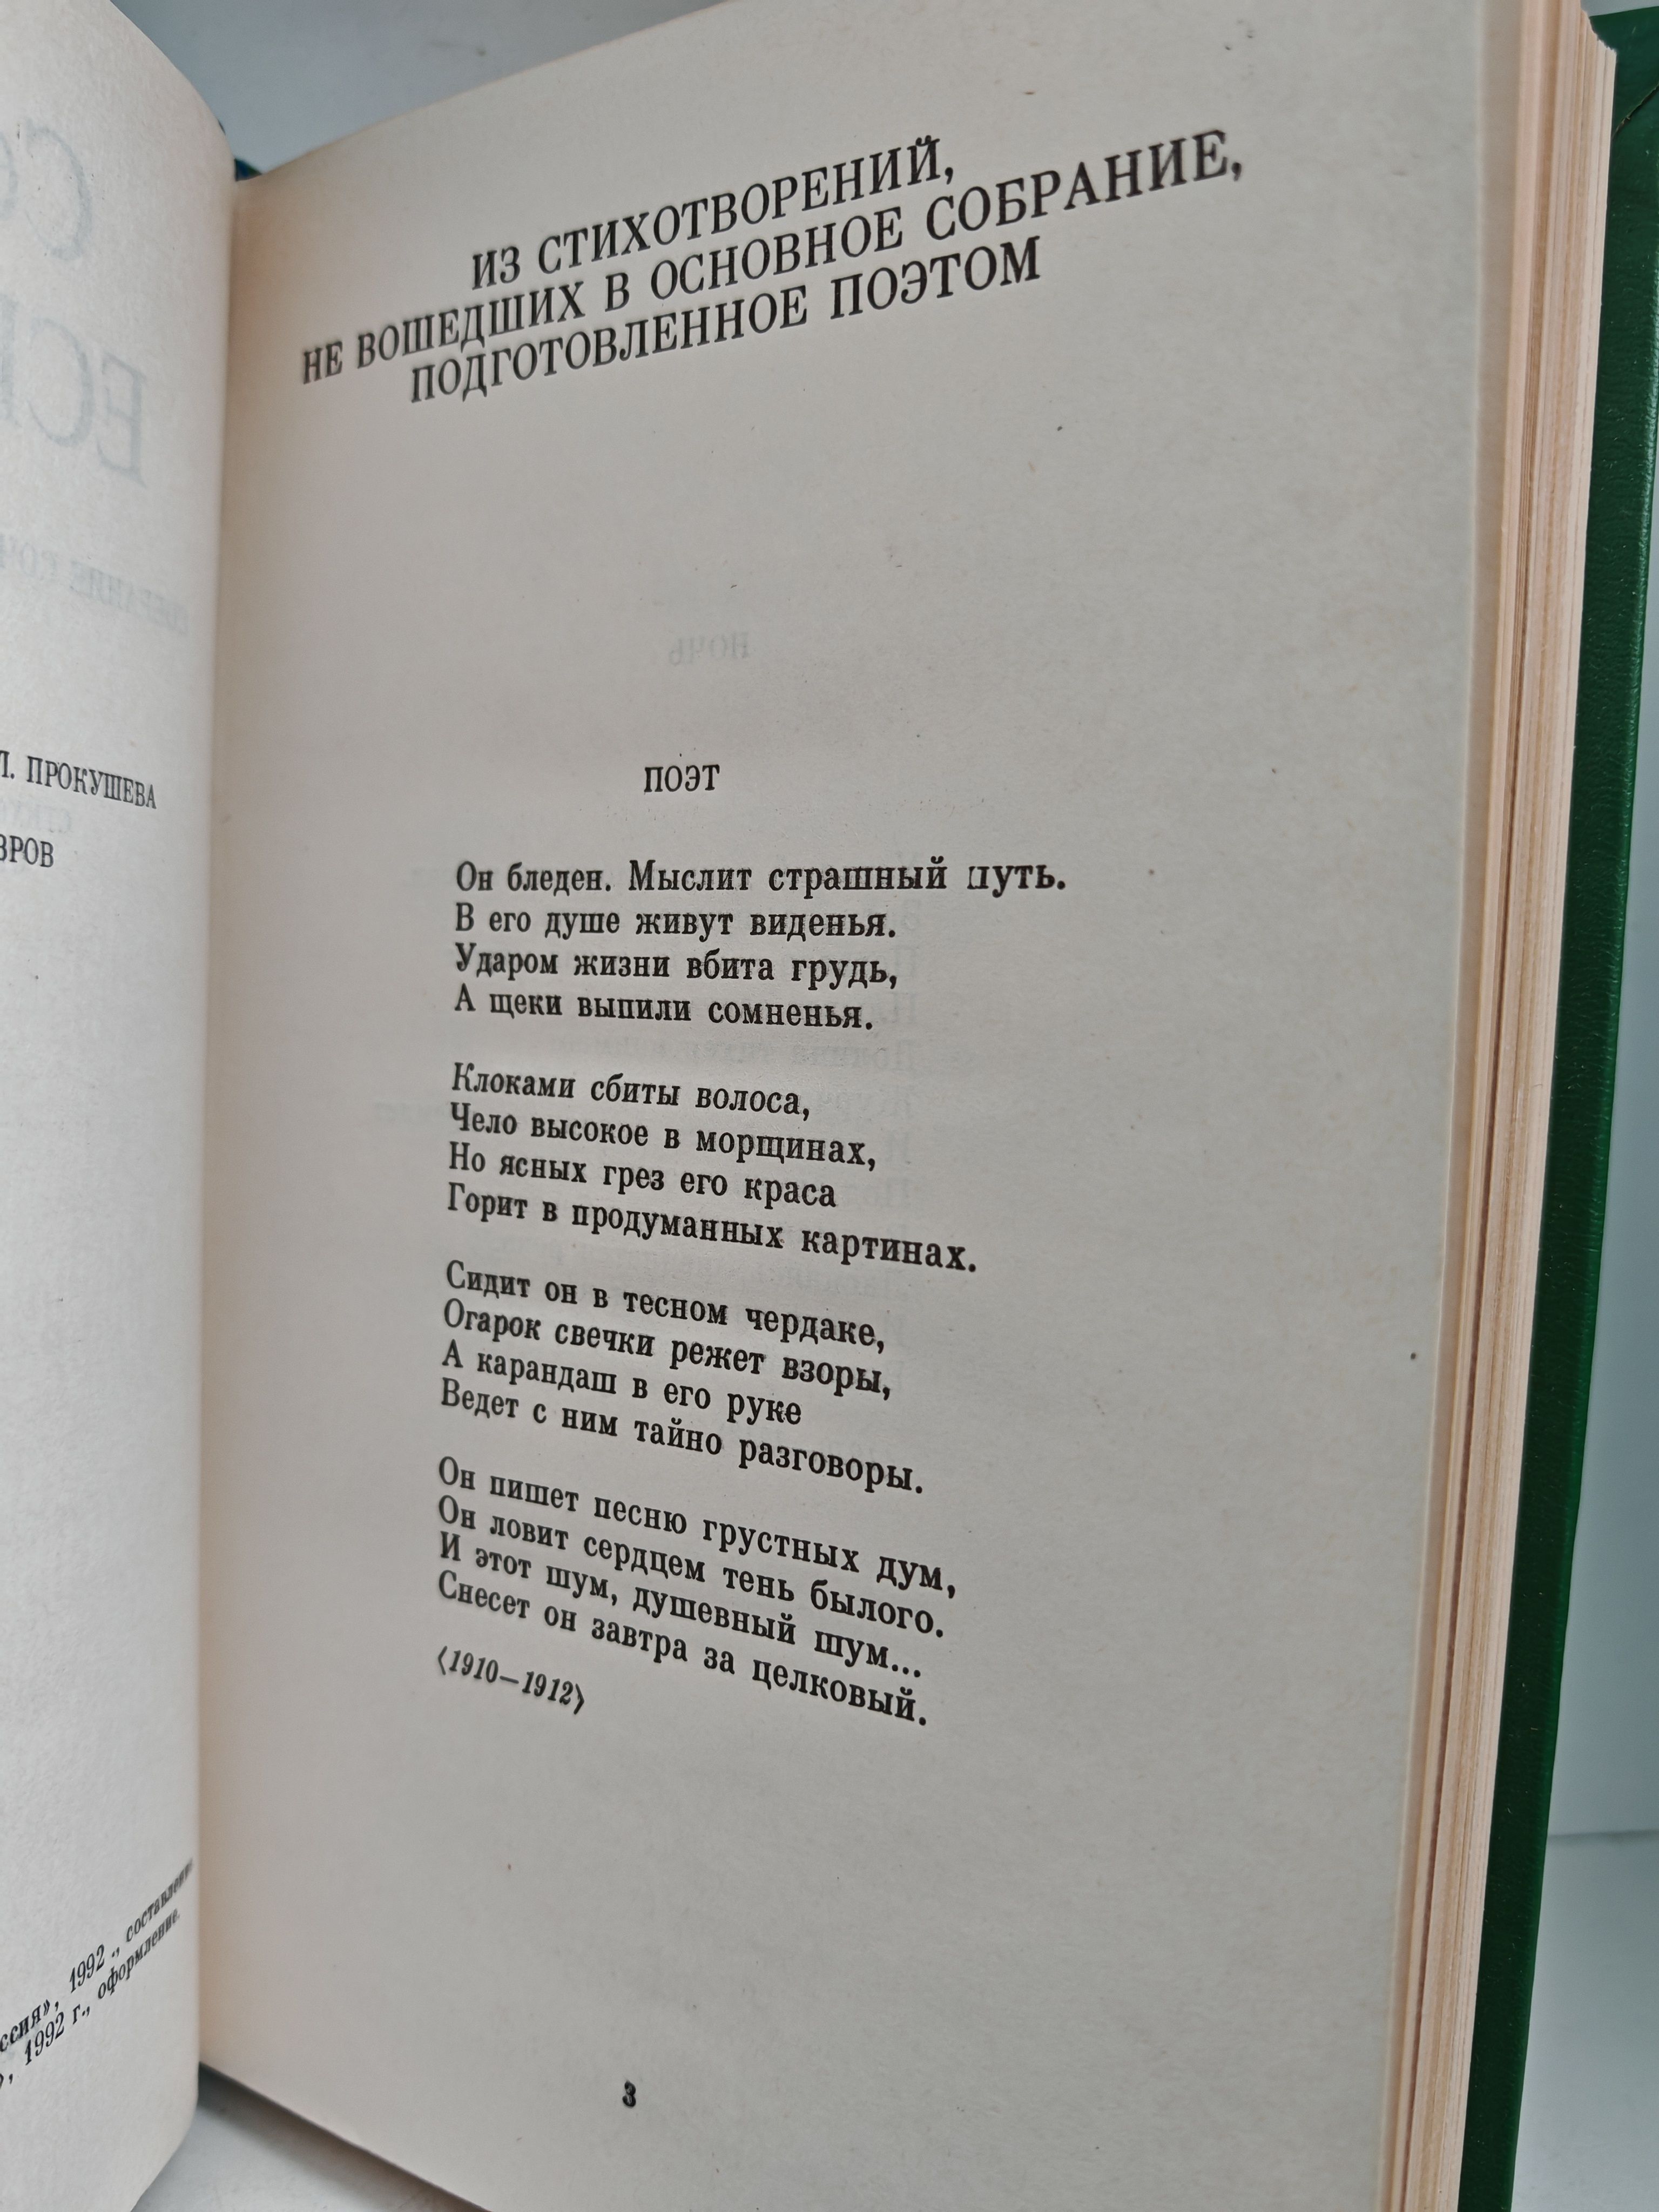 Л. ПРОКУШЕВА
1992 г., оформление.
ИЗ СТИХОТВОРЕНИЙ,
НЕ ВОШЕДШИХ В ОСНОВНОЕ СОБРАНИЕ,
ПОДГОТОВЛЕННОЕ ПОЭТОМ
ПОЭТ
Он бледен. Мыслит страшный путь.
В его душе живут виденья.
Ударом жизни вбита грудь,
А щеки выпили сомненья.
Клоками сбиты волоса,
Чело высокое в морщинах,
Но ясных грез его краса
Горит в продуманных картинах.
Сидит он в тесном чердаке,
Огарок свечки режет взоры,
А карандаш в его руке
Ведет с ним тайно разговоры.
Он пишет песню грустных дум,
Он ловит сердцем тень былого.
И этот шум, душевный шум...
Снесет он завтра за целковый.
⟨1910—1912⟩
3